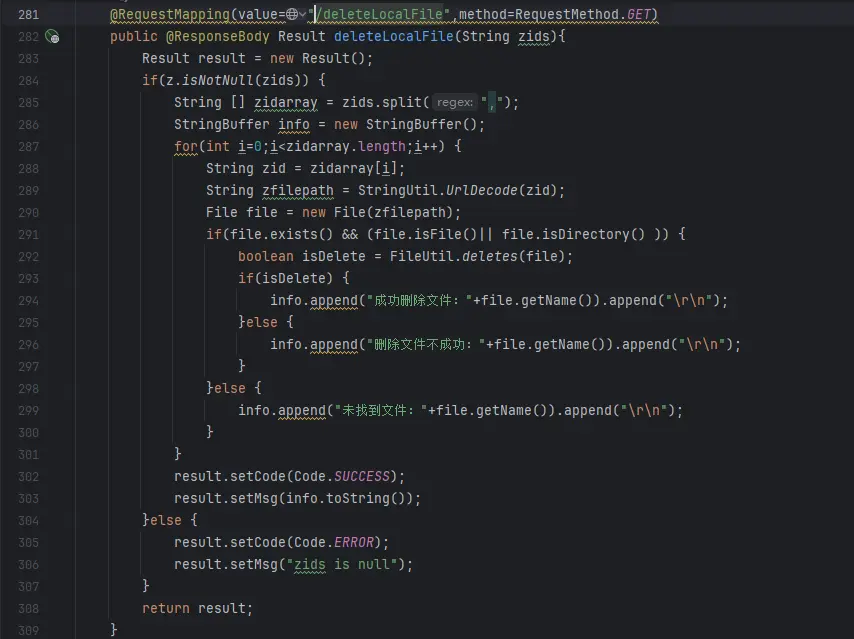 281 @RequestMapping(value="/deleteLocalFile",method=RequestMethod.GET)
282 public @ResponseBody Result deleteLocalFile(String zids){
283 Result result = new Result();
284 if(z.isNotNull(zids)) {
285 String [] zidarray = zids.split( regex: ",");
286 StringBuffer info = new StringBuffer();
287 for(int i=0;i<zidarray.length;i++) {
288 String zid = zidarray[i];
289 String zfilepath = StringUtil.UrlDecode(zid);
290 File file = new File(zfilepath);
291 if(file.exists() && (file.isFile()|| file.isDirectory() )) {
292 boolean isDelete = FileUtil.deletes(file);
293 if(isDelete) {
294 info.append("成功删除文件："+file.getName()).append("\r\n");
295 }else {
296 info.append("删除文件不成功："+file.getName()).append("\r\n");
297 }
298 }else {
299 info.append("未找到文件："+file.getName()).append("\r\n");
300 }
301 }
302 result.setCode(Code.SUCCESS);
303 result.setMsg(info.toString());
304 }else {
305 result.setCode(Code.ERROR);
306 result.setMsg("zids is null");
307 }
308 return result;
309 }